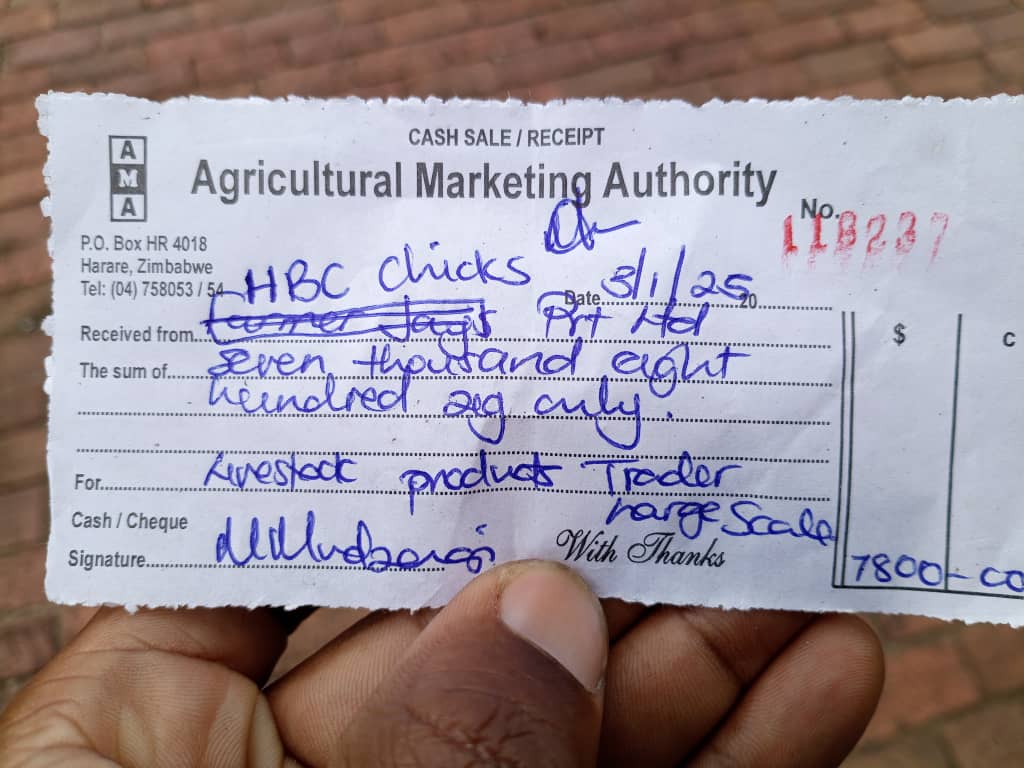 CASH SALE / RECEIPT
A
M
A
Agricultural Marketing Authority
No. 118237
P.O. Box HR 4018
Harare, Zimbabwe
Tel: (04) 758053 / 54
HBC Chicks
Date 3/1/25 20
Received from Pvt Ltd
The sum of seven thousand eight
hundred zig only.
$ C
For Livestock products Trader
Large Scale
Cash / Cheque
Signature
With Thanks
7800-00